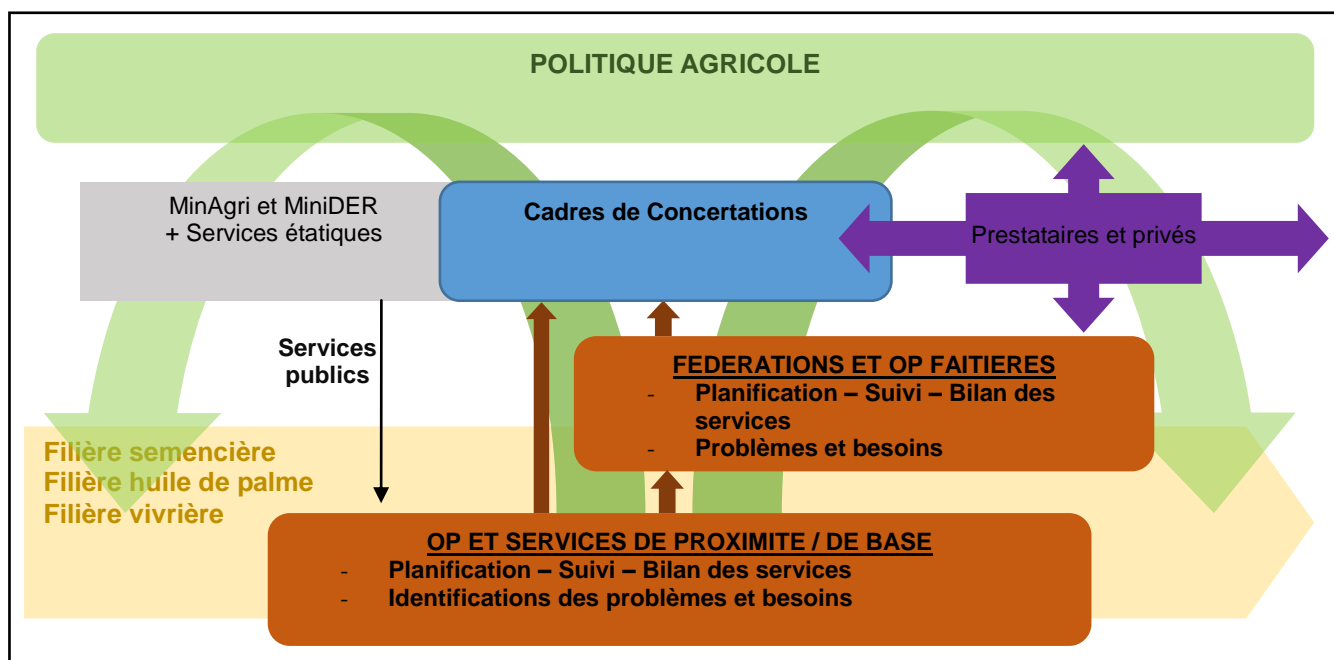 POLITIQUE AGRICOLE
MinAgri et MiniDER
+ Services étatiques
Cadres de Concertations
Prestataires et privés
Services
publics
FEDERATIONS ET OP FAITIERES
- Planification – Suivi – Bilan des
services
- Problèmes et besoins
Filière semencière
Filière huile de palme
Filière vivrière
OP ET SERVICES DE PROXIMITE / DE BASE
- Planification – Suivi – Bilan des services
- Identifications des problèmes et besoins